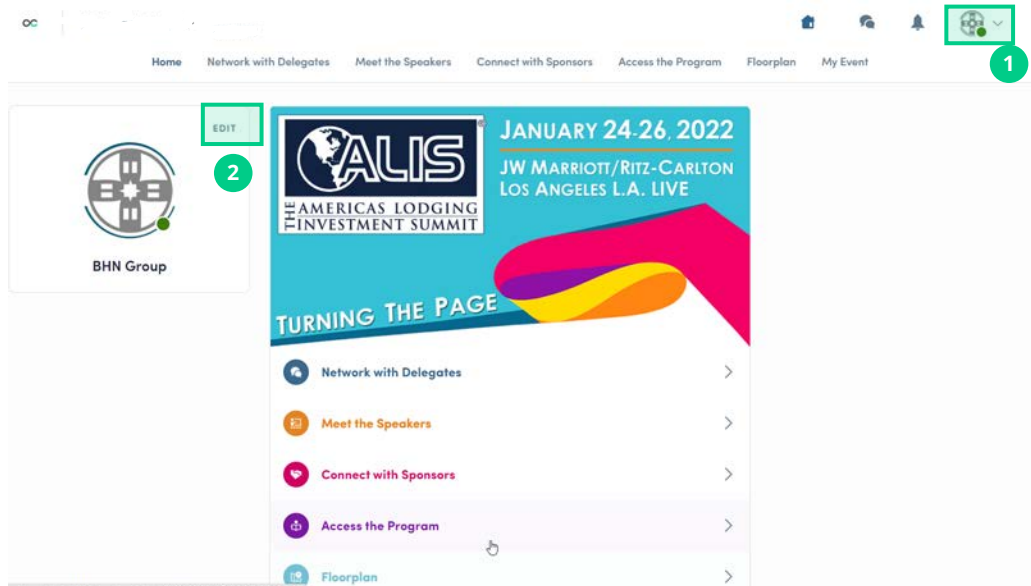 1
Home Network with Delegates Meet the Speakers Connect with Sponsors Access the Program Floorplan My Event
EDIT
2
BHN Group
ALIS
®
THE AMERICAS LODGING
INVESTMENT SUMMIT
JANUARY 24-26, 2022
JW MARRIOTT/RITZ-CARLTON
LOS ANGELES L.A. LIVE
TURNING THE PAGE
Network with Delegates
Meet the Speakers
Connect with Sponsors
Access the Program
Floorplan